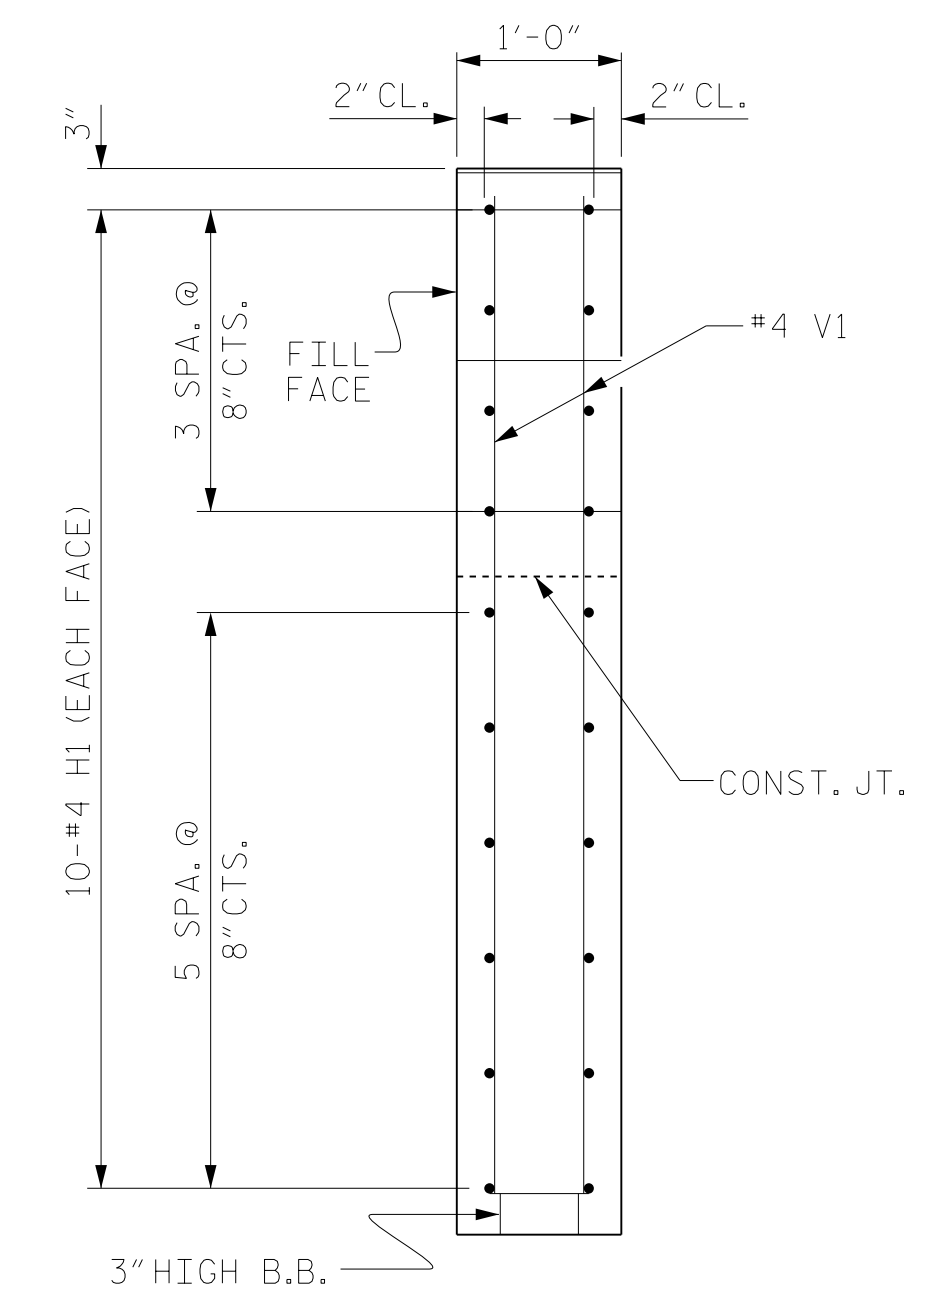 1'-0"
2" CL.
2" CL.
3"
3 SPA. @
8" CTS.
FILL
FACE
#4 V1
10-#4 H1 (EACH FACE)
CONST. JT.
5 SPA. @
8" CTS.
3" HIGH B.B.